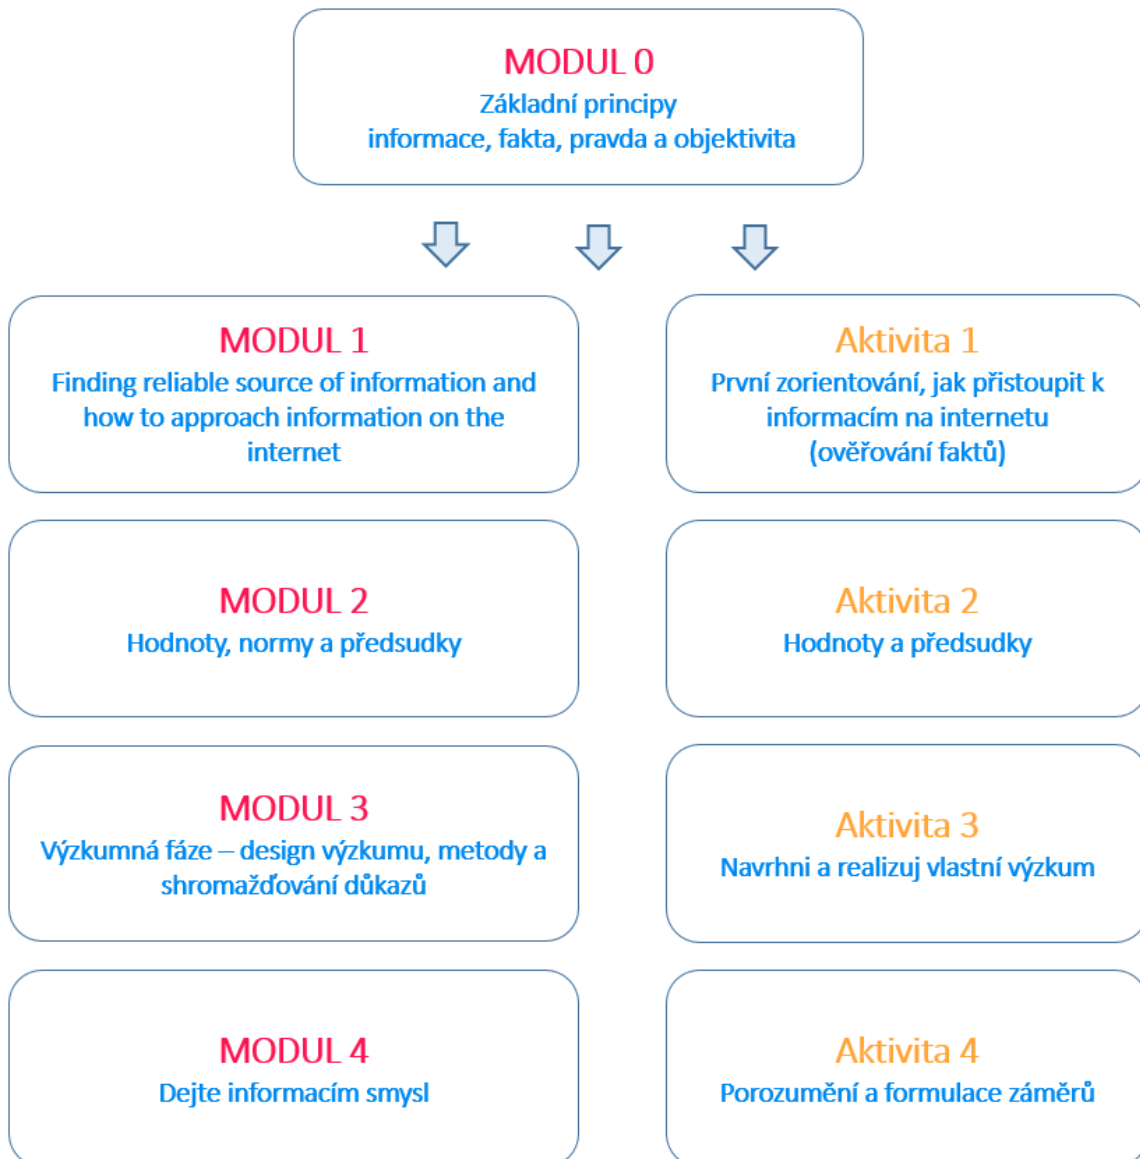 MODUL 0
Základní principy
informace, fakta, pravda a objektivita
MODUL 1
Finding reliable source of information and
how to approach information on the
internet
Aktivita 1
První zorientování, jak přistoupit k
informacím na internetu
(ověřování faktů)
MODUL 2
Hodnoty, normy a předsudky
Aktivita 2
Hodnoty a předsudky
MODUL 3
Výzkumná fáze – design výzkumu, metody a
shromažďování důkazů
Aktivita 3
Navrhni a realizuj vlastní výzkum
MODUL 4
Dejte informacím smysl
Aktivita 4
Porozumění a formulace záměrů